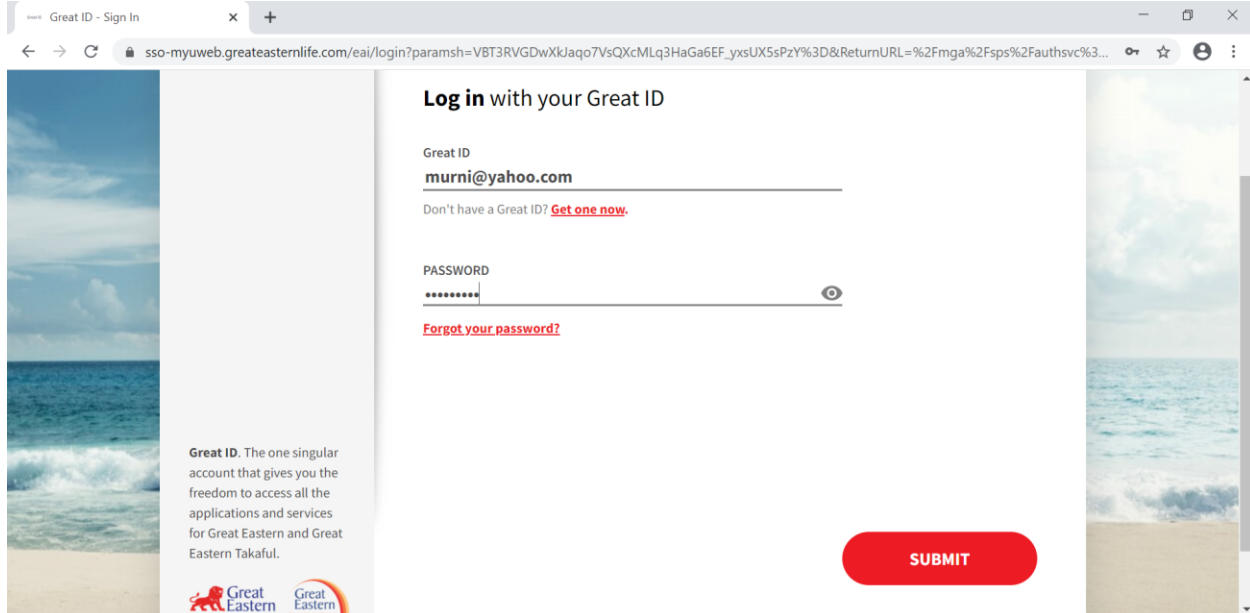 Great ID - Sign In
sso-myuweb.greateasternlife.com/eai/login?paramsh=VBT3RVGDwXkJaqo7VsQXcMLq3HaGa6EF_yxsUX5sPzY%3D&ReturnURL=%2Fmga%2Fsps%2Fauthsvc%3...
Log in with your Great ID
Great ID
murni@yahoo.com
Don't have a Great ID? Get one now.
PASSWORD
•••••••••
Forgot your password?
Great ID. The one singular
account that gives you the
freedom to access all the
applications and services
for Great Eastern and Great
Eastern Takaful.
SUBMIT
Great
Eastern
Great
Eastern